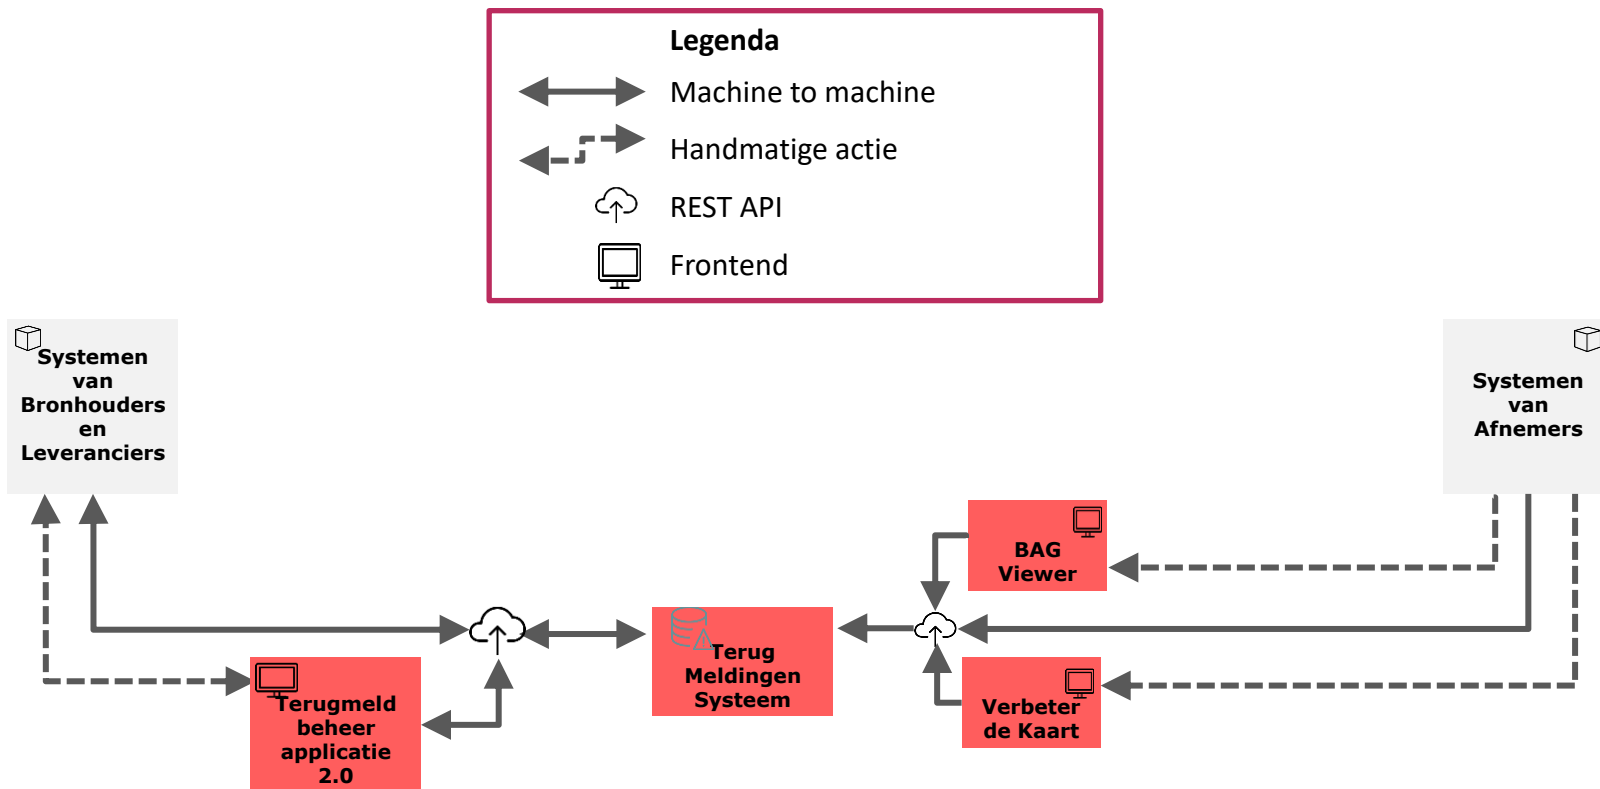 Legenda
Machine to machine
Handmatige actie
REST API
Frontend
Systemen
van
Bronhouders
en
Leveranciers
Systemen
van
Afnemers
BAG
Viewer
Terug
Meldingen
Systeem
Verbeter
de Kaart
Terugmeld
beheer
applicatie
2.0